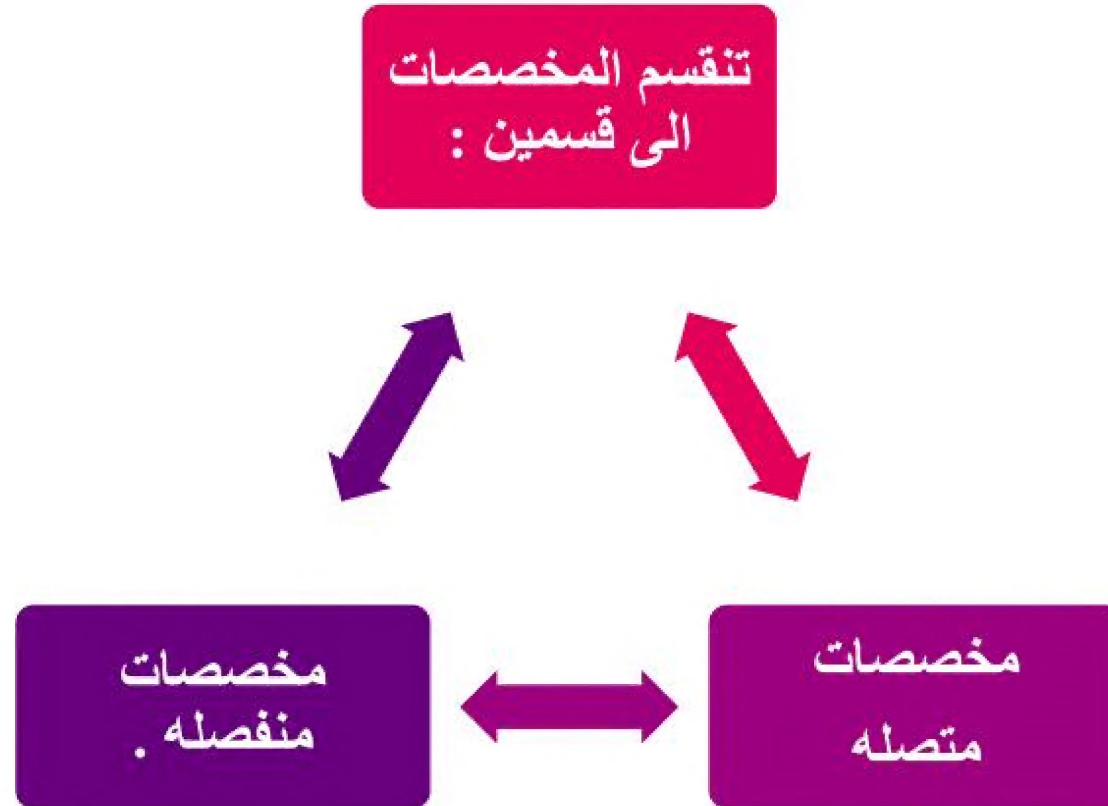 تنقسم المخصصات
الى قسمين :
مخصصات
متصله
مخصصات
منفصله .